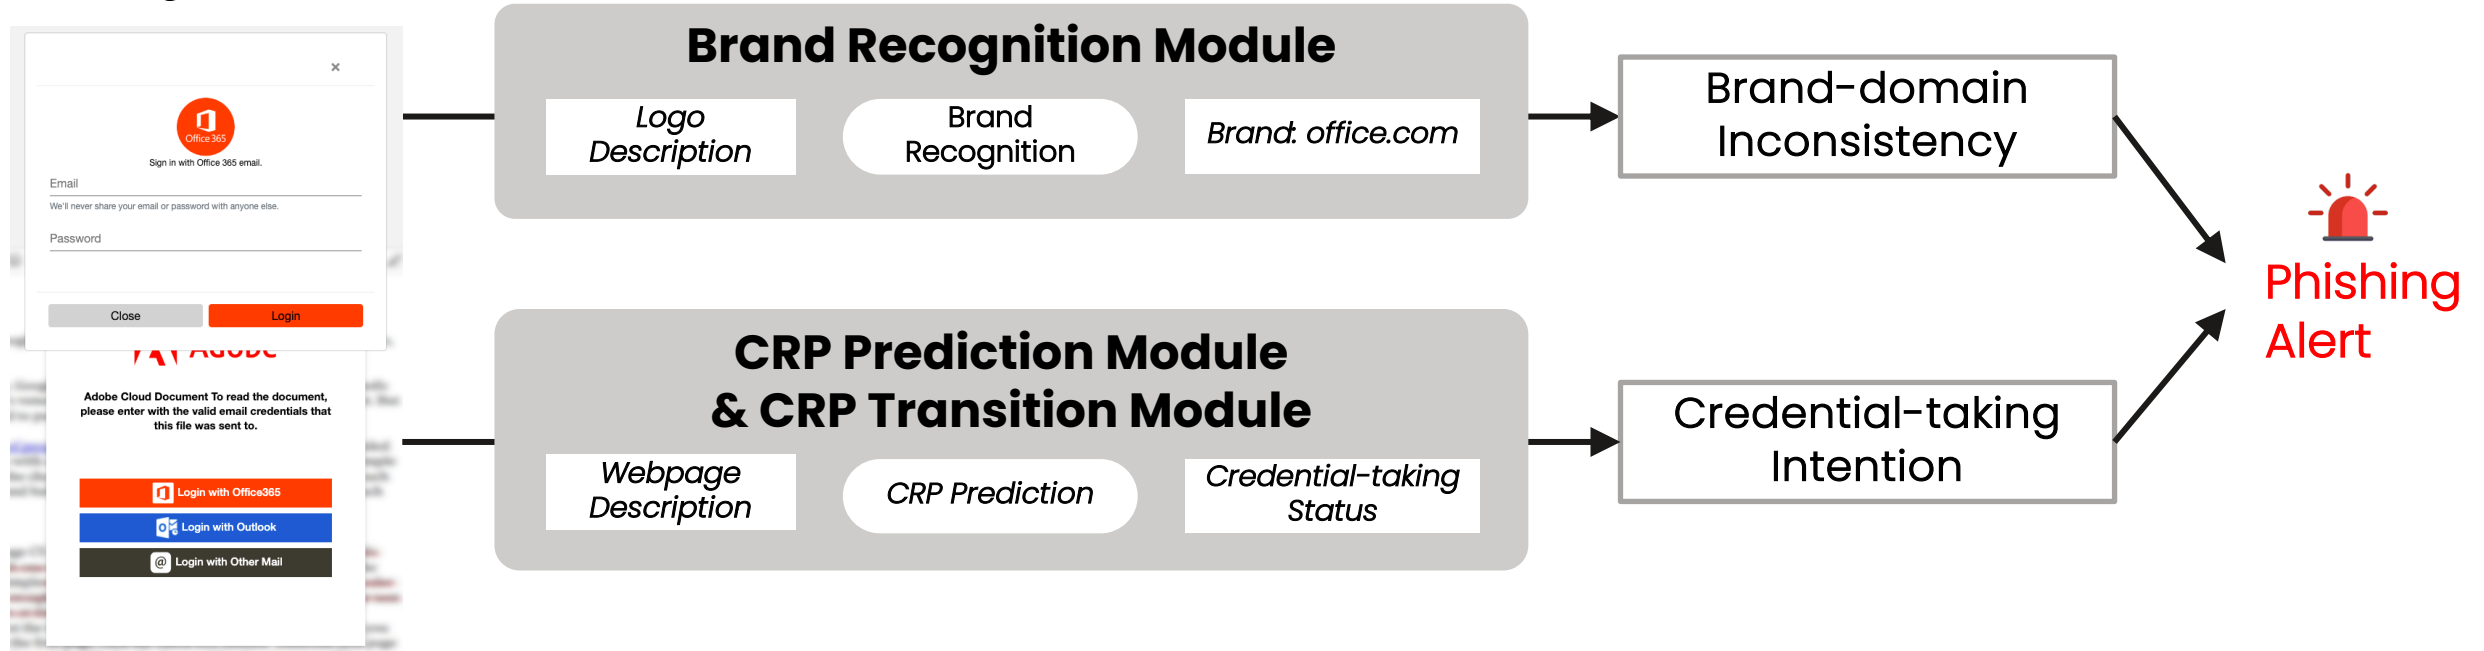 Office 365
Sign in with Office 365 email.
Email
We'll never share your email or password with anyone else.
Password
Close
Login
Adobe Cloud Document To read the document,
please enter with the valid email credentials that
this file was sent to.
Login with Office365
Login with Outlook
@ Login with Other Mail
Brand Recognition Module
Logo
Description
Brand
Recognition
Brand: office.com
CRP Prediction Module
& CRP Transition Module
Webpage
Description
CRP Prediction
Credential-taking
Status
Brand-domain
Inconsistency
Credential-taking
Intention
Phishing
Alert